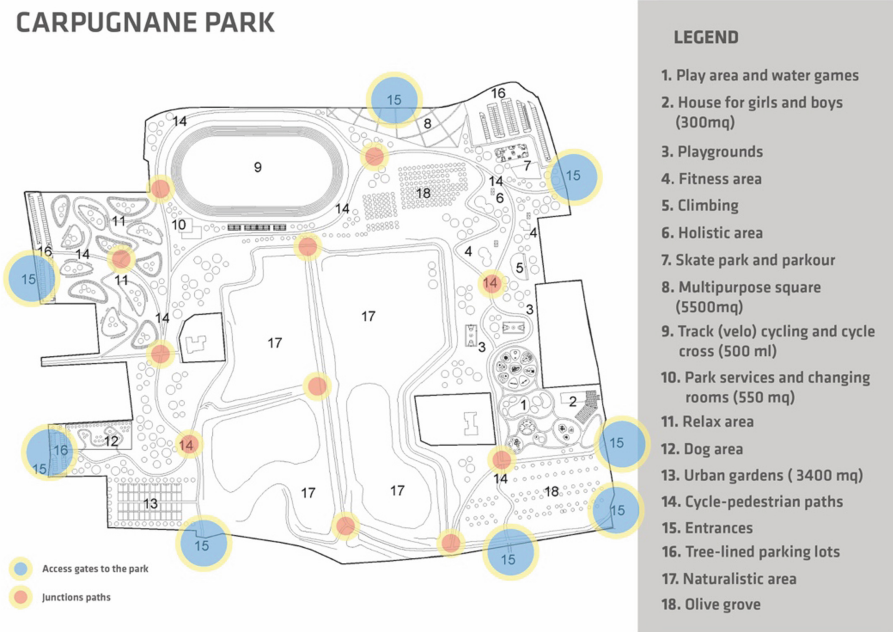 CARPUGNANE PARK
15
16
14
8
9
7
15
14
18
6
11
10
14
4
16
14
4
5
15
11
14
3
14
17
17
3
1
2
14
15
16
12
15
14
13
17
17
18
15
15
15
Access gates to the park
Junctions paths
LEGEND
1. Play area and water games
2. House for girls and boys
(300mq)
3. Playgrounds
4. Fitness area
5. Climbing
6. Holistic area
7. Skate park and parkour
8. Multipurpose square
(5500mq)
9. Track (velo) cycling and cycle
cross (500 ml)
10. Park services and changing
rooms (550 mq)
11. Relax area
12. Dog area
13. Urban gardens ( 3400 mq)
14. Cycle-pedestrian paths
15. Entrances
16. Tree-lined parking lots
17. Naturalistic area
18. Olive grove